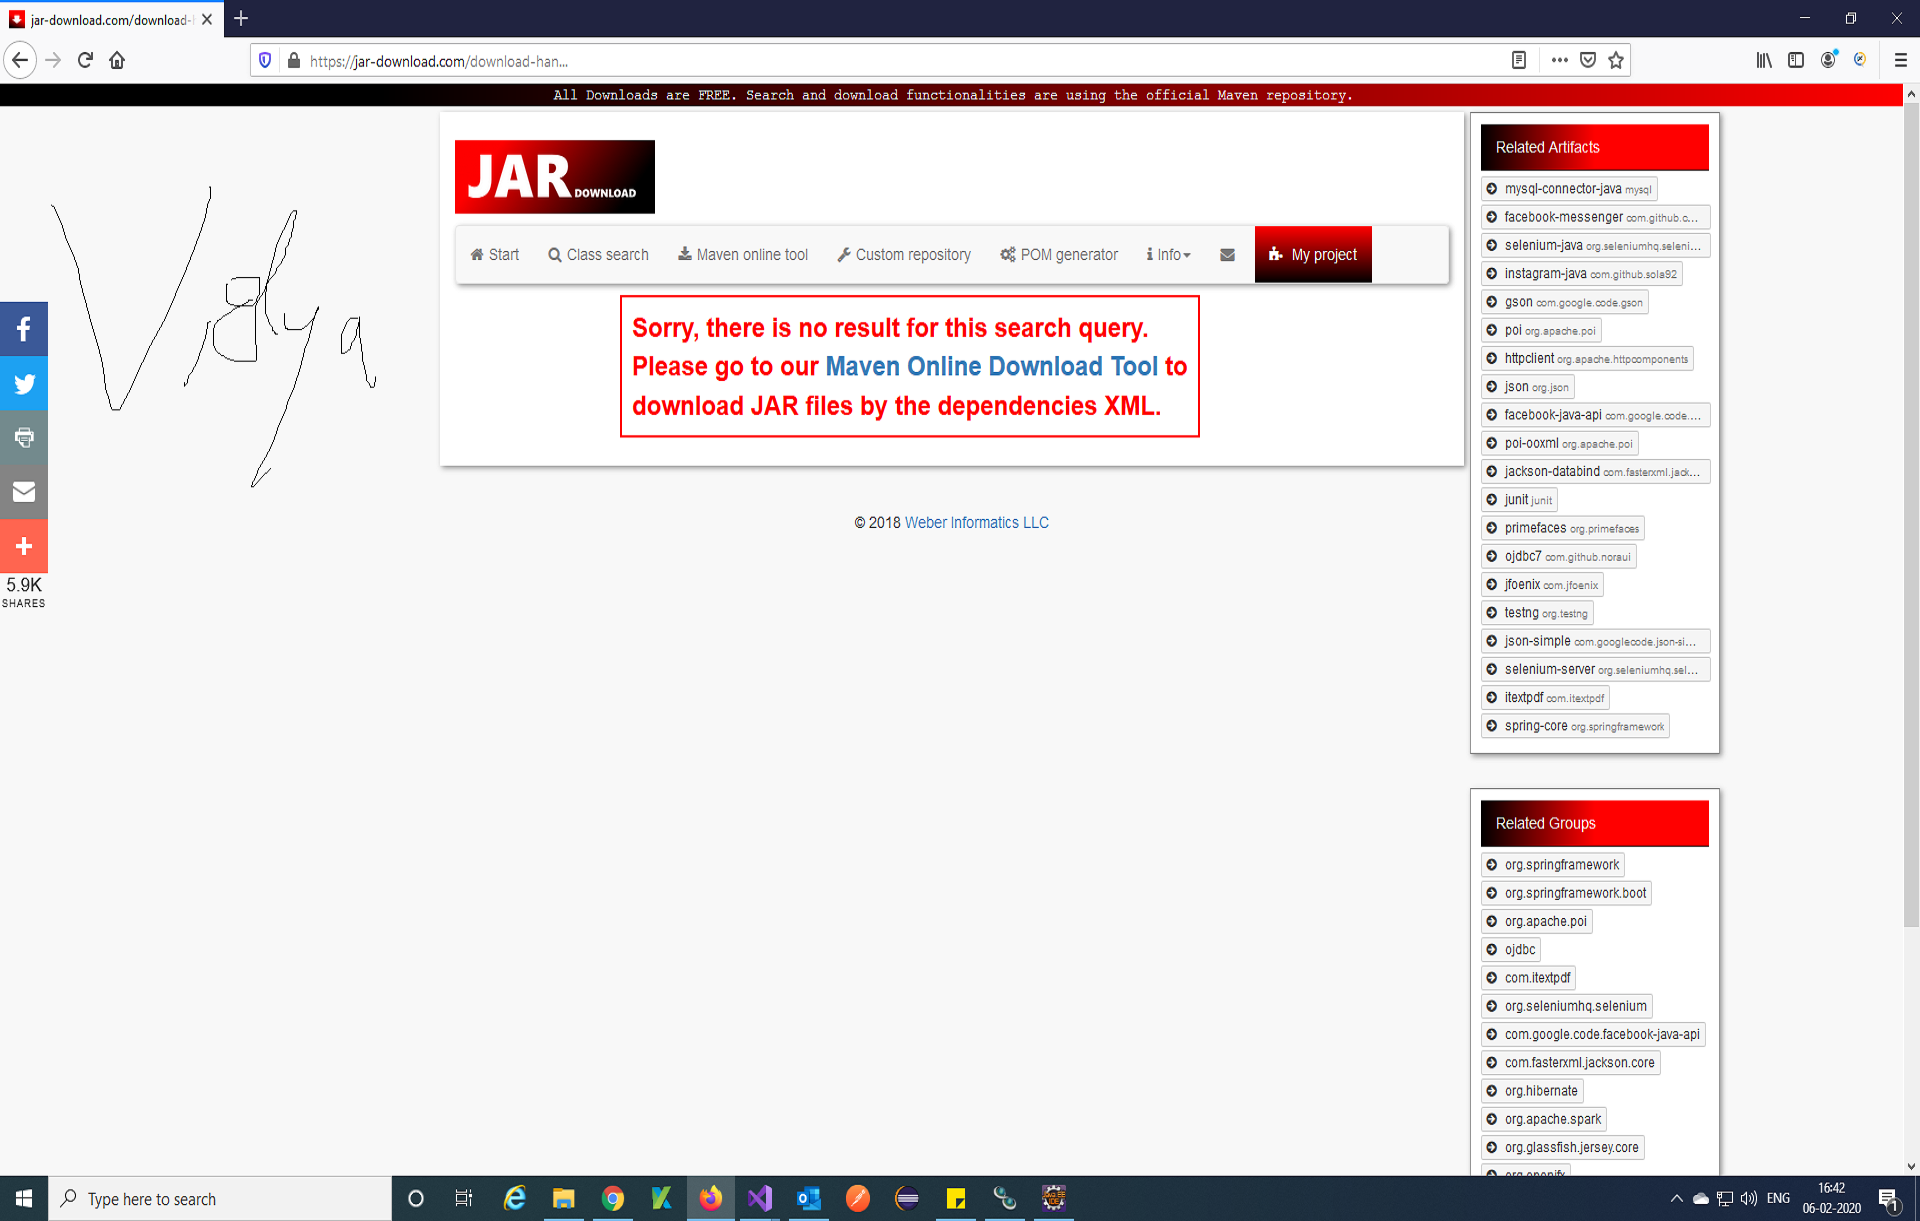 jar-download.com/download-
https://jar-download.com/download-han...
All Downloads are FREE. Search and download functionalities are using the official Maven repository.
JAR DOWNLOAD
Start Class search Maven online tool Custom repository POM generator Info My project
Sorry, there is no result for this search query.
Please go to our Maven Online Download Tool to
download JAR files by the dependencies XML.
© 2018 Weber Informatics LLC
Vidya
5.9K
SHARES
Related Artifacts
mysql-connector-java mysql
facebook-messenger com.github.c...
selenium-java org.seleniumhq.seleni...
instagram-java com.github.sola92
gson com.google.code.gson
poi org.apache.poi
httpclient org.apache.httpcomponents
json org.json
facebook-java-api com.google.code....
poi-ooxml org.apache.poi
jackson-databind com.fasterxml.jack...
junit junit
primefaces org.primefaces
ojdbc7 com.github.noraui
jfoenix com.jfoenix
testng org.testng
json-simple com.googlecode.json-si...
selenium-server org.seleniumhq.sel...
itextpdf com.itextpdf
spring-core org.springframework
Related Groups
org.springframework
org.springframework.boot
org.apache.poi
ojdbc
com.itextpdf
org.seleniumhq.selenium
com.google.code.facebook-java-api
com.fasterxml.jackson.core
org.hibernate
org.apache.spark
org.glassfish.jersey.core
Type here to search
ENG
16:42
06-02-2020
1